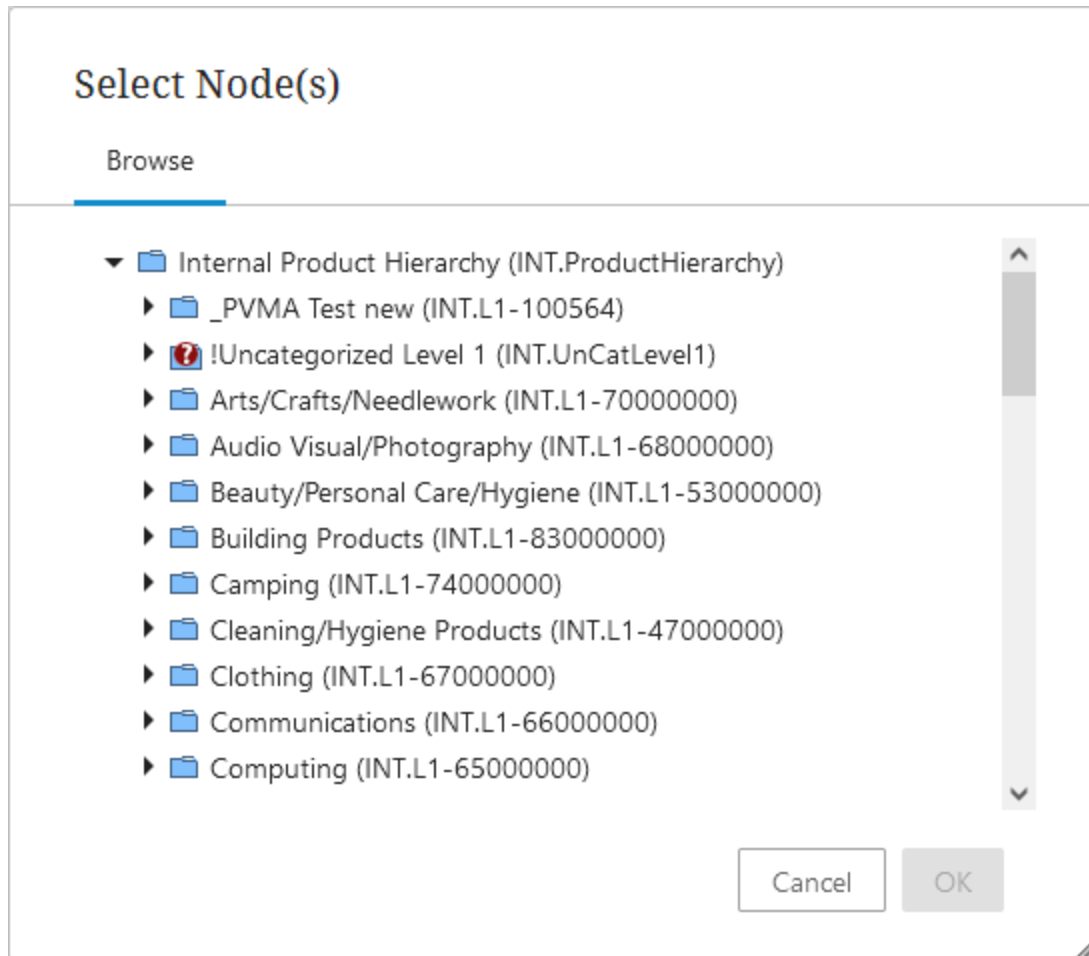 Select Node(s)
Browse
Internal Product Hierarchy (INT.ProductHierarchy)
_PVMA Test new (INT.L1-100564)
!Uncategorized Level 1 (INT.UnCatLevel1)
Arts/Crafts/Needlework (INT.L1-70000000)
Audio Visual/Photography (INT.L1-68000000)
Beauty/Personal Care/Hygiene (INT.L1-53000000)
Building Products (INT.L1-83000000)
Camping (INT.L1-74000000)
Cleaning/Hygiene Products (INT.L1-47000000)
Clothing (INT.L1-67000000)
Communications (INT.L1-66000000)
Computing (INT.L1-65000000)
Cancel OK